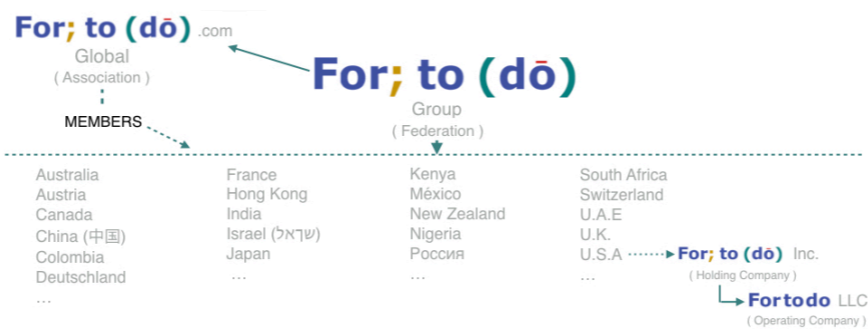 For; to (dō) .com
Global
( Association )
MEMBERS
For; to (dō)
Group
( Federation )
Australia
Austria
Canada
China (中国)
Colombia
Deutschland
...
France
Hong Kong
India
Israel
Japan
...
Kenya
México
New Zealand
Nigeria
Россия
...
South Africa
Switzerland
U.A.E
U.K.
U.S.A
...
For; to (dō) Inc.
( Holding Company )
Fortodo LLC
( Operating Company )